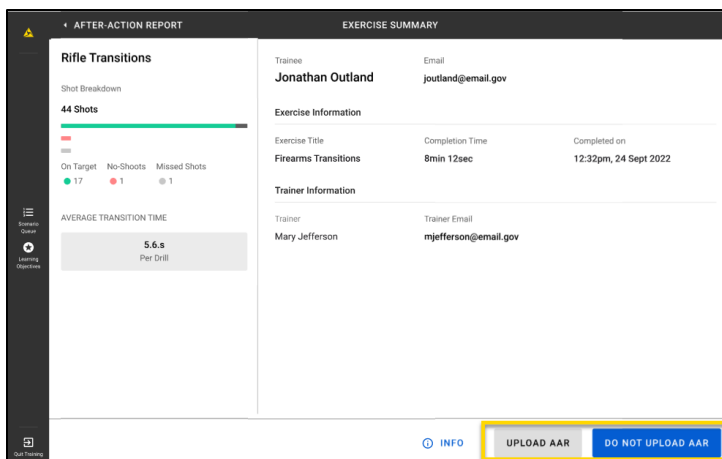 AFTER-ACTION REPORT
EXERCISE SUMMARY
Rifle Transitions
Shot Breakdown
44 Shots
On Target No-Shoots Missed Shots
17 1 1
AVERAGE TRANSITION TIME
5.6.s
Per Drill
Trainee Email
Jonathan Outland joutland@email.gov
Exercise Information
Exercise Title Completion Time Completed on
Firearms Transitions 8min 12sec 12:32pm, 24 Sept 2022
Trainer Information
Trainer Trainer Email
Mary Jefferson mjefferson@email.gov
Scenario
Queue
Learning
Objectives
Quit Training
INFO UPLOAD AAR DO NOT UPLOAD AAR